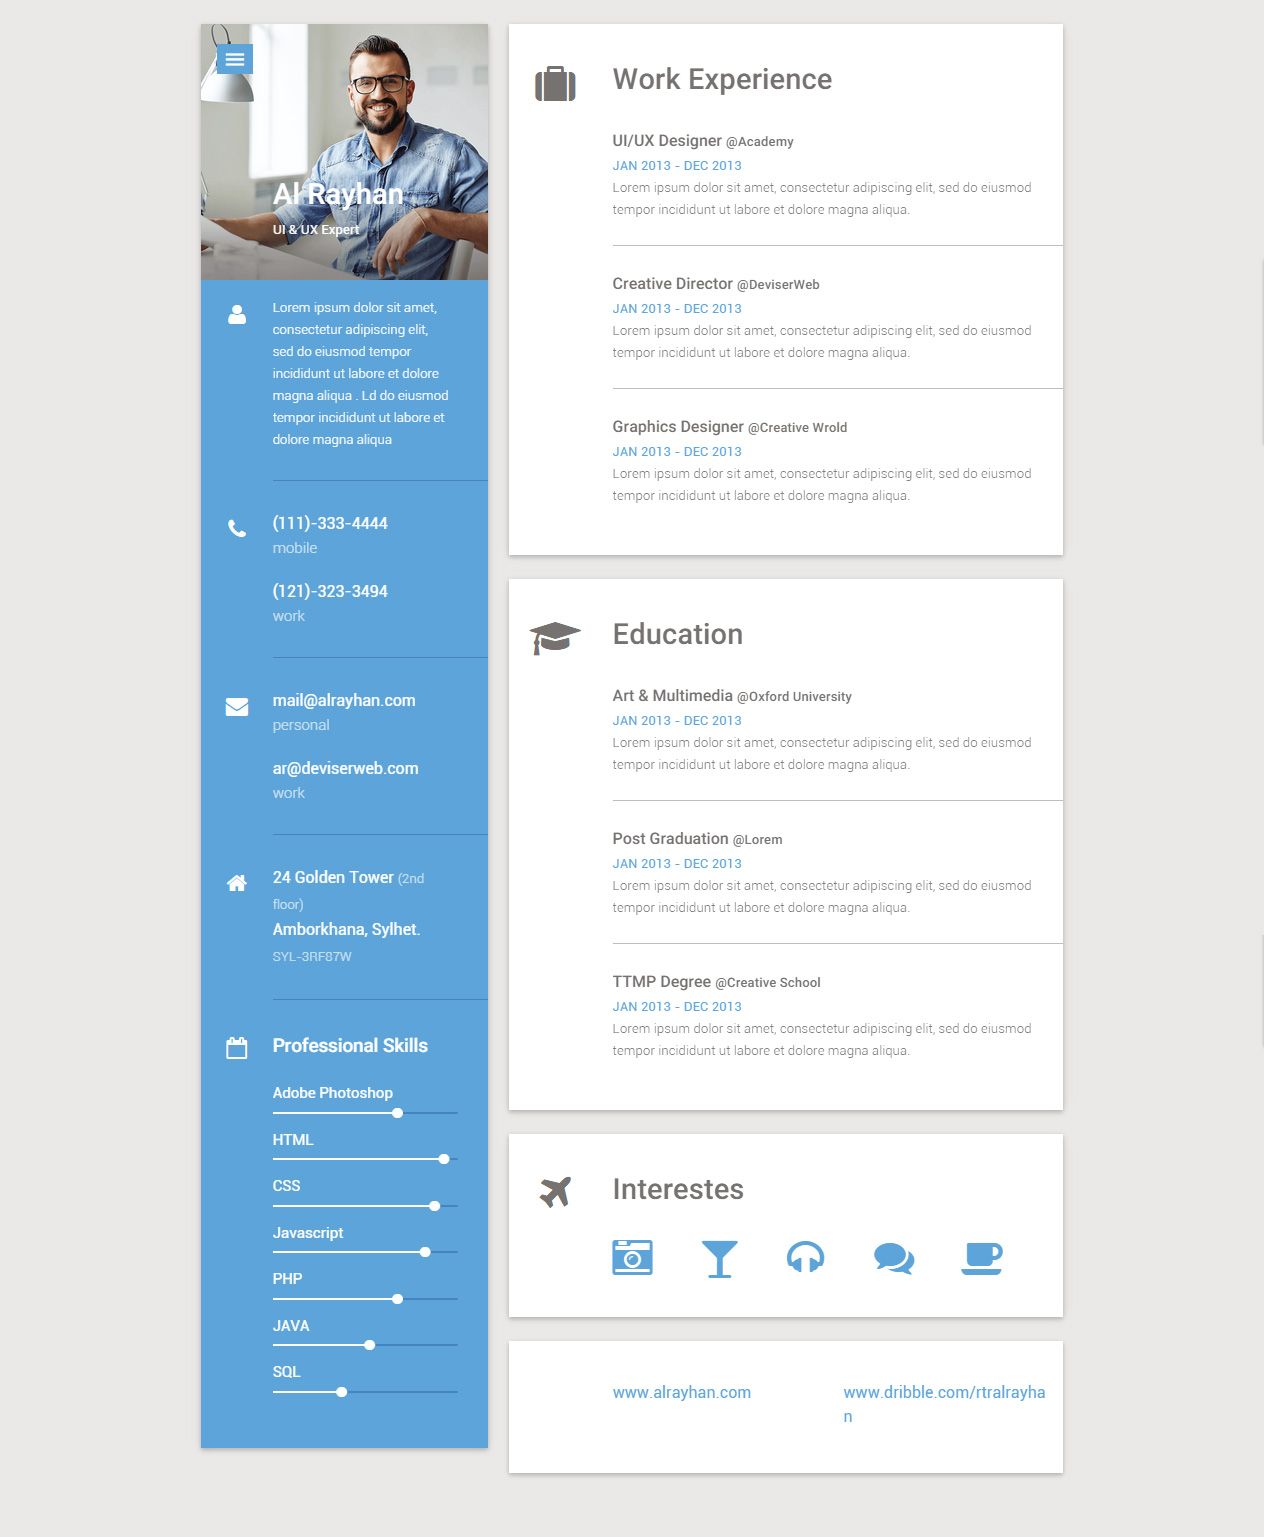 Al Rayhan
UI & UX Expert
Lorem ipsum dolor sit amet,
consectetur adipiscing elit,
sed do eiusmod tempor
incididunt ut labore et dolore
magna aliqua . Ld do eiusmod
tempor incididunt ut labore et
dolore magna aliqua
(111)-333-4444
mobile
(121)-323-3494
work
mail@alrayhan.com
personal
ar@deviserweb.com
work
24 Golden Tower (2nd
floor)
Amborkhana, Sylhet.
SYL-3RF87W
Professional Skills
Adobe Photoshop
HTML
CSS
Javascript
PHP
JAVA
SQL
Work Experience
UI/UX Designer @Academy
JAN 2013 - DEC 2013
Lorem ipsum dolor sit amet, consectetur adipiscing elit, sed do eiusmod
tempor incididunt ut labore et dolore magna aliqua.
Creative Director @DeviserWeb
JAN 2013 - DEC 2013
Lorem ipsum dolor sit amet, consectetur adipiscing elit, sed do eiusmod
tempor incididunt ut labore et dolore magna aliqua.
Graphics Designer @Creative Wrold
JAN 2013 - DEC 2013
Lorem ipsum dolor sit amet, consectetur adipiscing elit, sed do eiusmod
tempor incididunt ut labore et dolore magna aliqua.
Education
Art & Multimedia @Oxford University
JAN 2013 - DEC 2013
Lorem ipsum dolor sit amet, consectetur adipiscing elit, sed do eiusmod
tempor incididunt ut labore et dolore magna aliqua.
Post Graduation @Lorem
JAN 2013 - DEC 2013
Lorem ipsum dolor sit amet, consectetur adipiscing elit, sed do eiusmod
tempor incididunt ut labore et dolore magna aliqua.
TTMP Degree @Creative School
JAN 2013 - DEC 2013
Lorem ipsum dolor sit amet, consectetur adipiscing elit, sed do eiusmod
tempor incididunt ut labore et dolore magna aliqua.
Interestes
www.alrayhan.com
www.dribble.com/rtralrayha
n